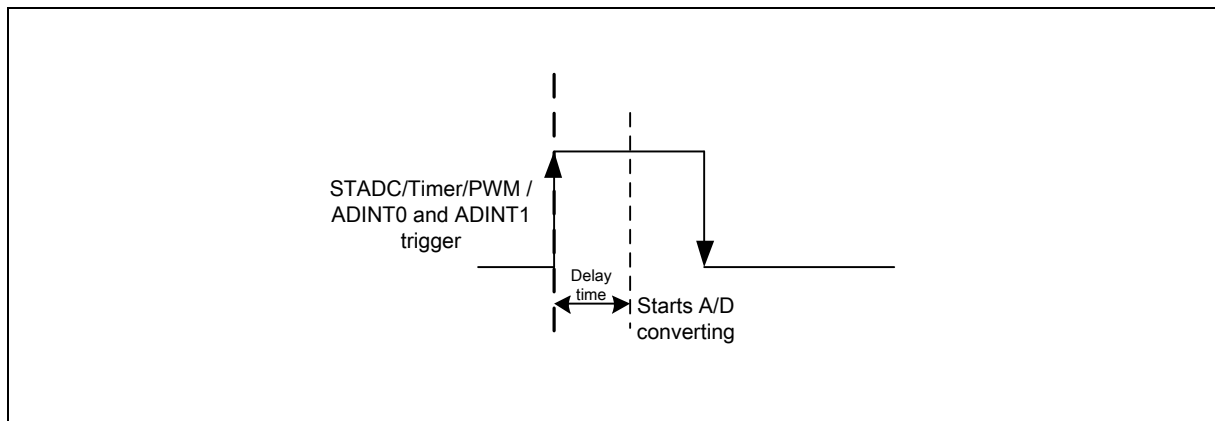 STADC/Timer/PWM /
ADINT0 and ADINT1
trigger
Delay
time
Starts A/D
converting